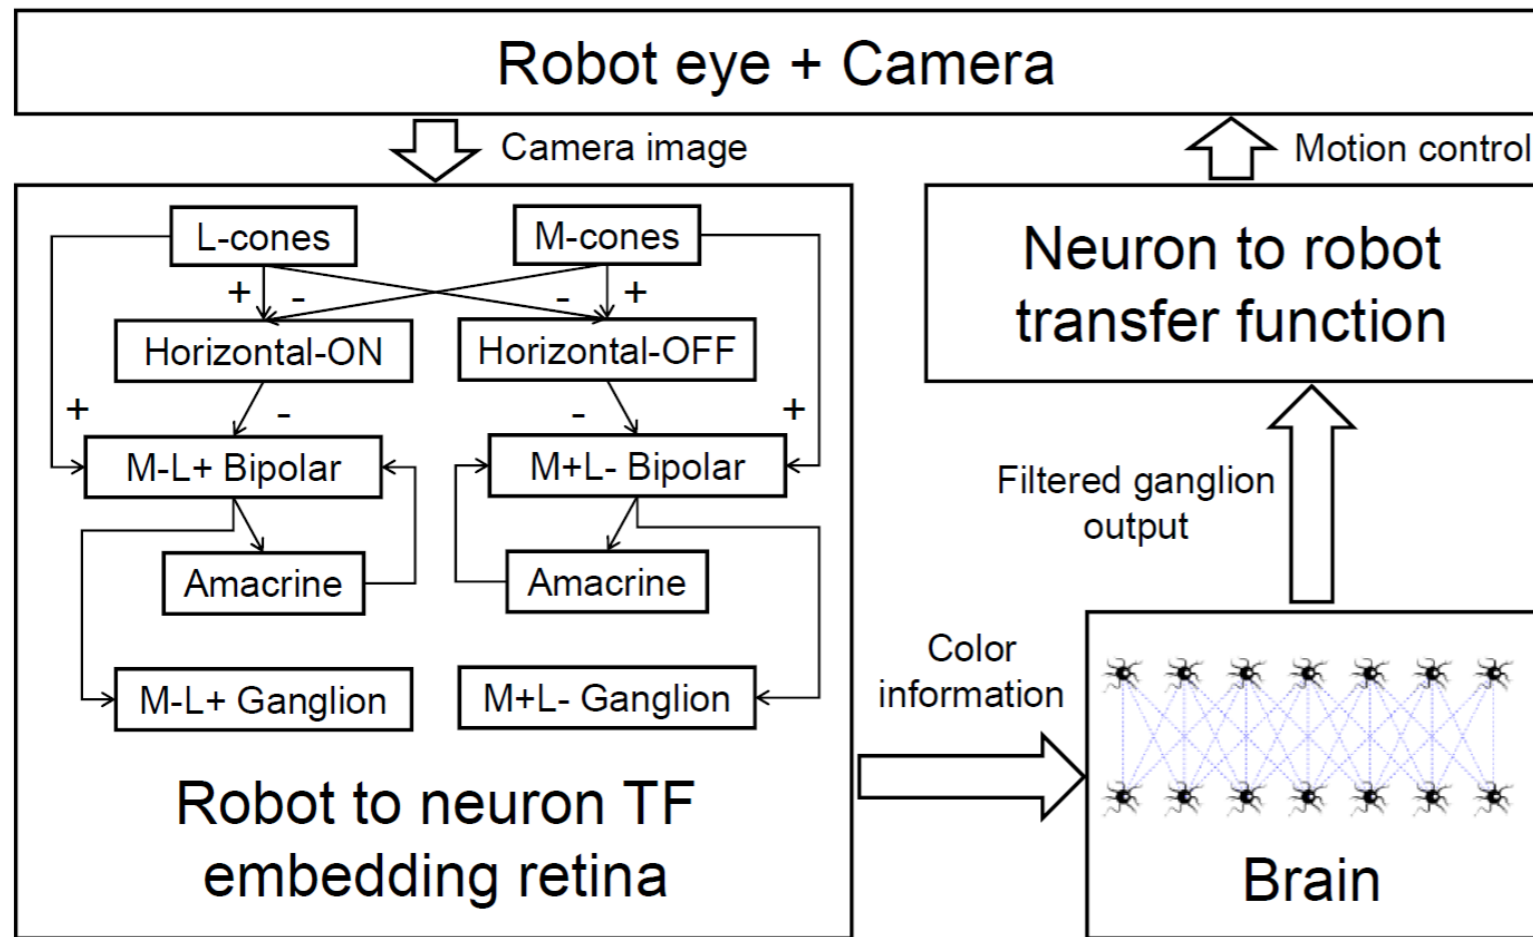 Robot eye + Camera
Camera image
Motion control
L-cones
M-cones
+
-
-
+
Horizontal-ON
Horizontal-OFF
+
-
-
+
M-L+ Bipolar
M+L- Bipolar
Amacrine
Amacrine
M-L+ Ganglion
M+L- Ganglion
Robot to neuron TF
embedding retina
Color
information
Brain
Filtered ganglion
output
Neuron to robot
transfer function